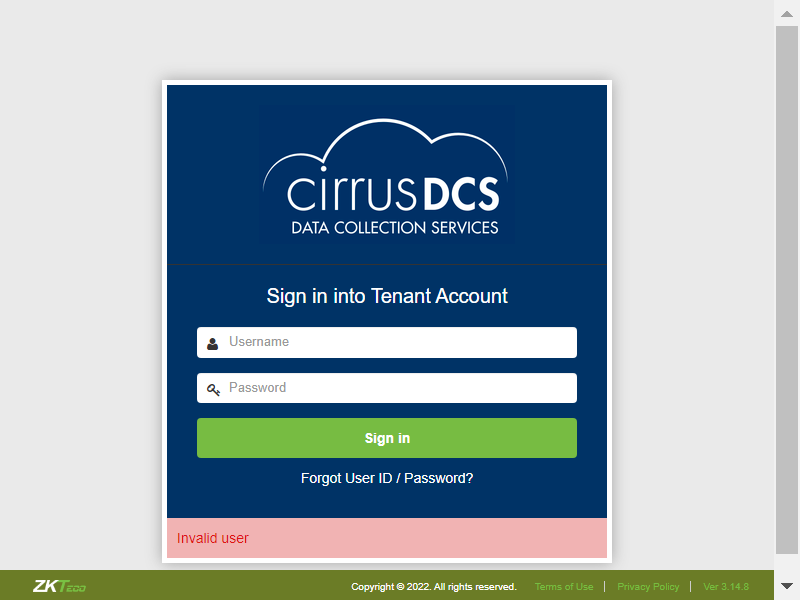 cirrusDCS
DATA COLLECTION SERVICES
Sign in into Tenant Account
Username
Password
Sign in
Forgot User ID / Password?
Invalid user
ZKTeco Copyright © 2022. All rights reserved. Terms of Use | Privacy Policy | Ver 3.14.8